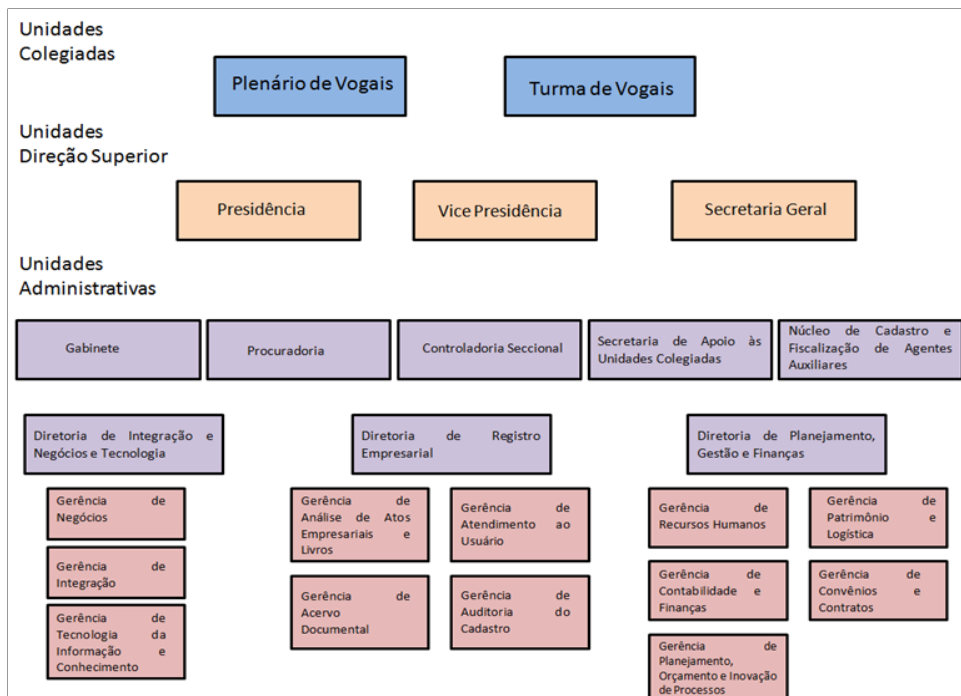 Unidades
Colegiadas
Plenário de Vogais
Turma de Vogais
Unidades
Direção Superior
Presidência
Vice Presidência
Secretaria Geral
Unidades
Administrativas
Gabinete
Procuradoria
Controladoria Seccional
Secretaria de Apoio às
Unidades Colegiadas
Núcleo de Cadastro e
Fiscalização de Agentes
Auxiliares
Diretoria de Integração e
Negócios e Tecnologia
Gerência de
Negócios
Gerência de
Integração
Gerência de
Tecnologia da
Informação e
Conhecimento
Diretoria de Registro
Empresarial
Gerência de
Análise de Atos
Empresariais e
Livros
Gerência de
Atendimento ao
Usuário
Gerência de
Acervo
Documental
Gerência de
Auditoria do
Cadastro
Diretoria de Planejamento,
Gestão e Finanças
Gerência de
Recursos Humanos
Gerência de
Patrimônio e
Logística
Gerência de
Contabilidade e
Finanças
Gerência de
Convênios e
Contratos
Gerência de
Planejamento,
Orçamento e Inovação
de Processos